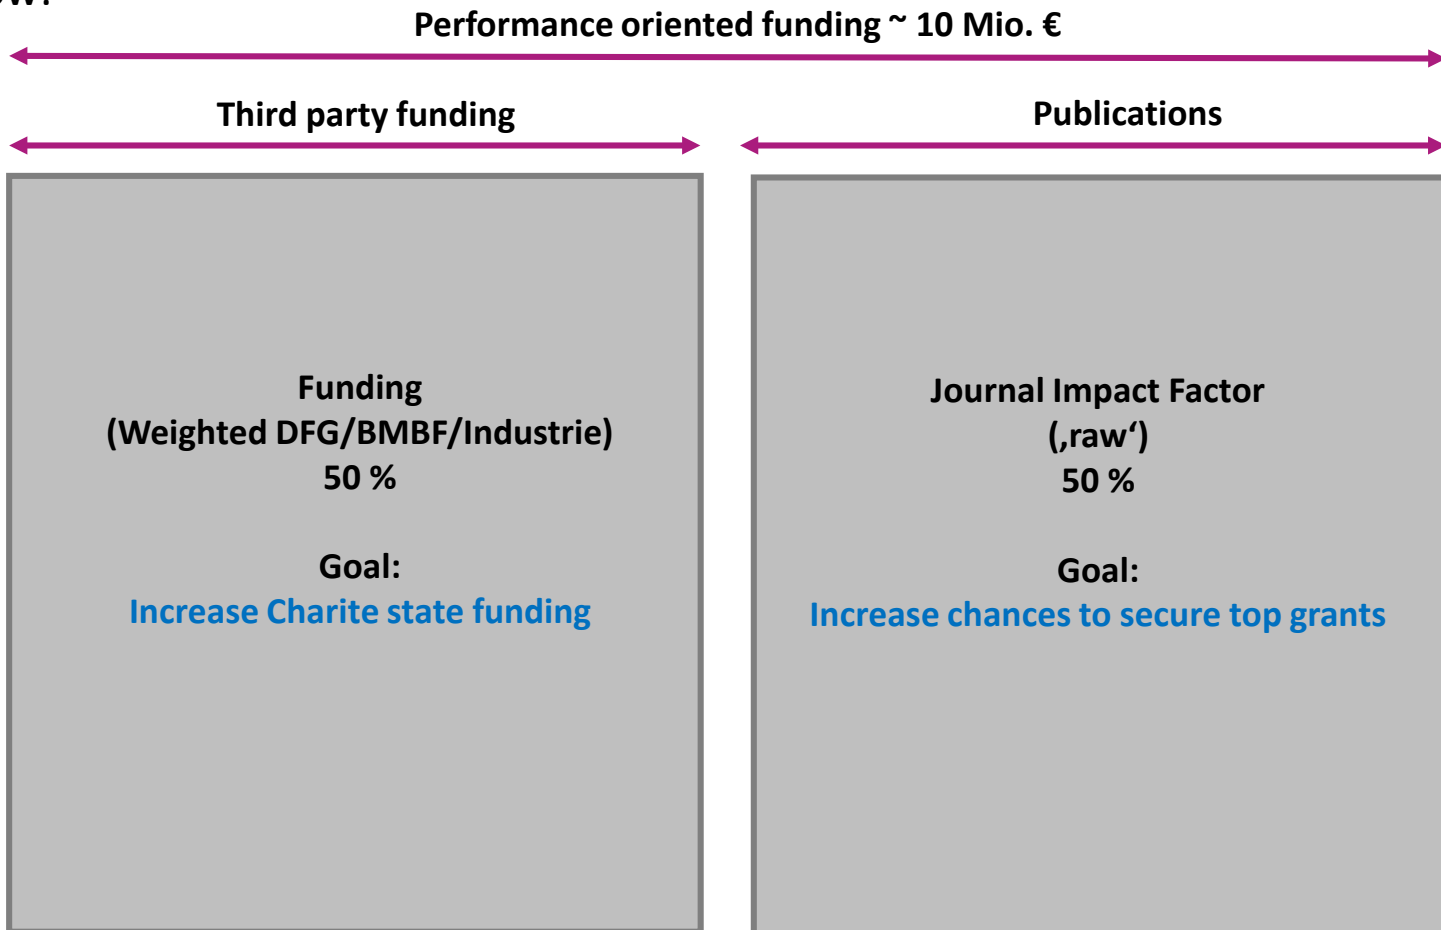 Performance oriented funding ~ 10 Mio. €
Third party funding
Publications
Funding
(Weighted DFG/BMBF/Industrie)
50 %
Goal:
Increase Charite state funding
Journal Impact Factor
(‚raw‘)
50 %
Goal:
Increase chances to secure top grants